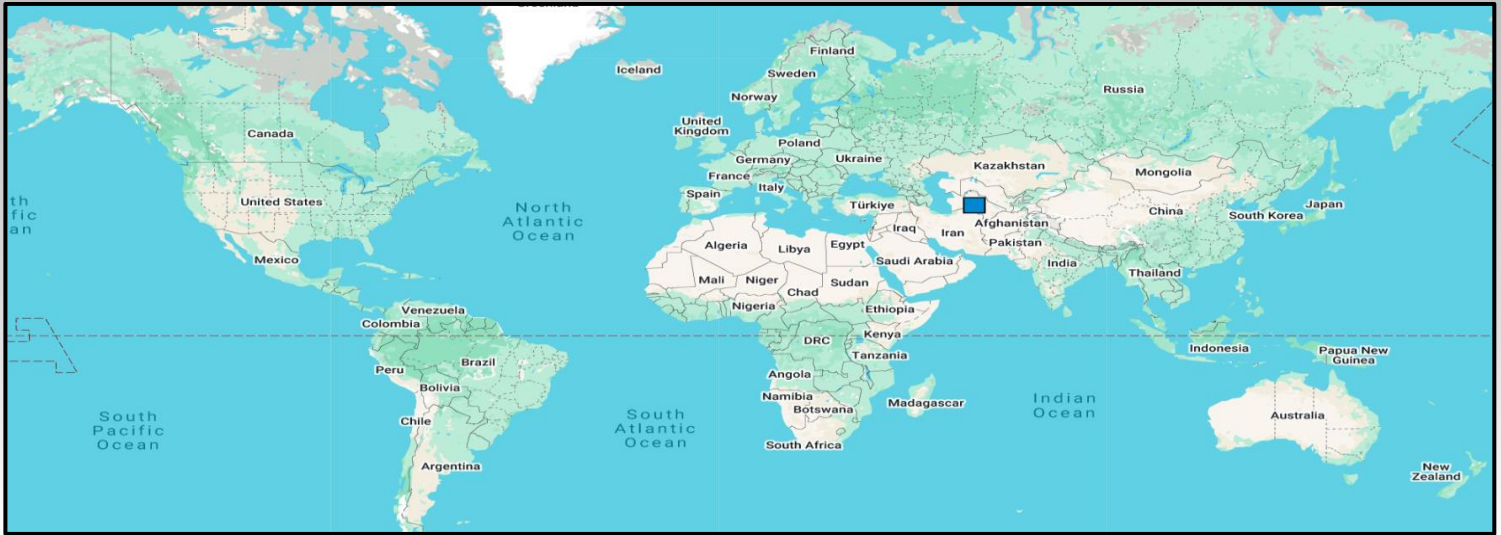 Finland
Iceland
Sweden
Russia
Norway
United
Kingdom
Canada
Poland
Germany
Ukraine
Kazakhstan
France
Mongolia
Italy
Spain
United States
North
Atlantic
Ocean
Türkiye
Japan
China
South Korea
Afghanistan
Iraq
Iran
Pakistan
Algeria
Libya
Egypt
Mexico
Saudi Arabia
India
Thailand
Mali
Niger
Sudan
Chad
Nigeria
Ethiopia
Venezuela
Colombia
Kenya
DRC
Indonesia
Papua New
Guinea
Tanzania
Brazil
Peru
Angola
Bolivia
Namibia
Botswana
Madagascar
Indian
Ocean
South
Pacific
Ocean
Chile
South
Atlantic
Ocean
Australia
South Africa
Argentina
New
Zealand